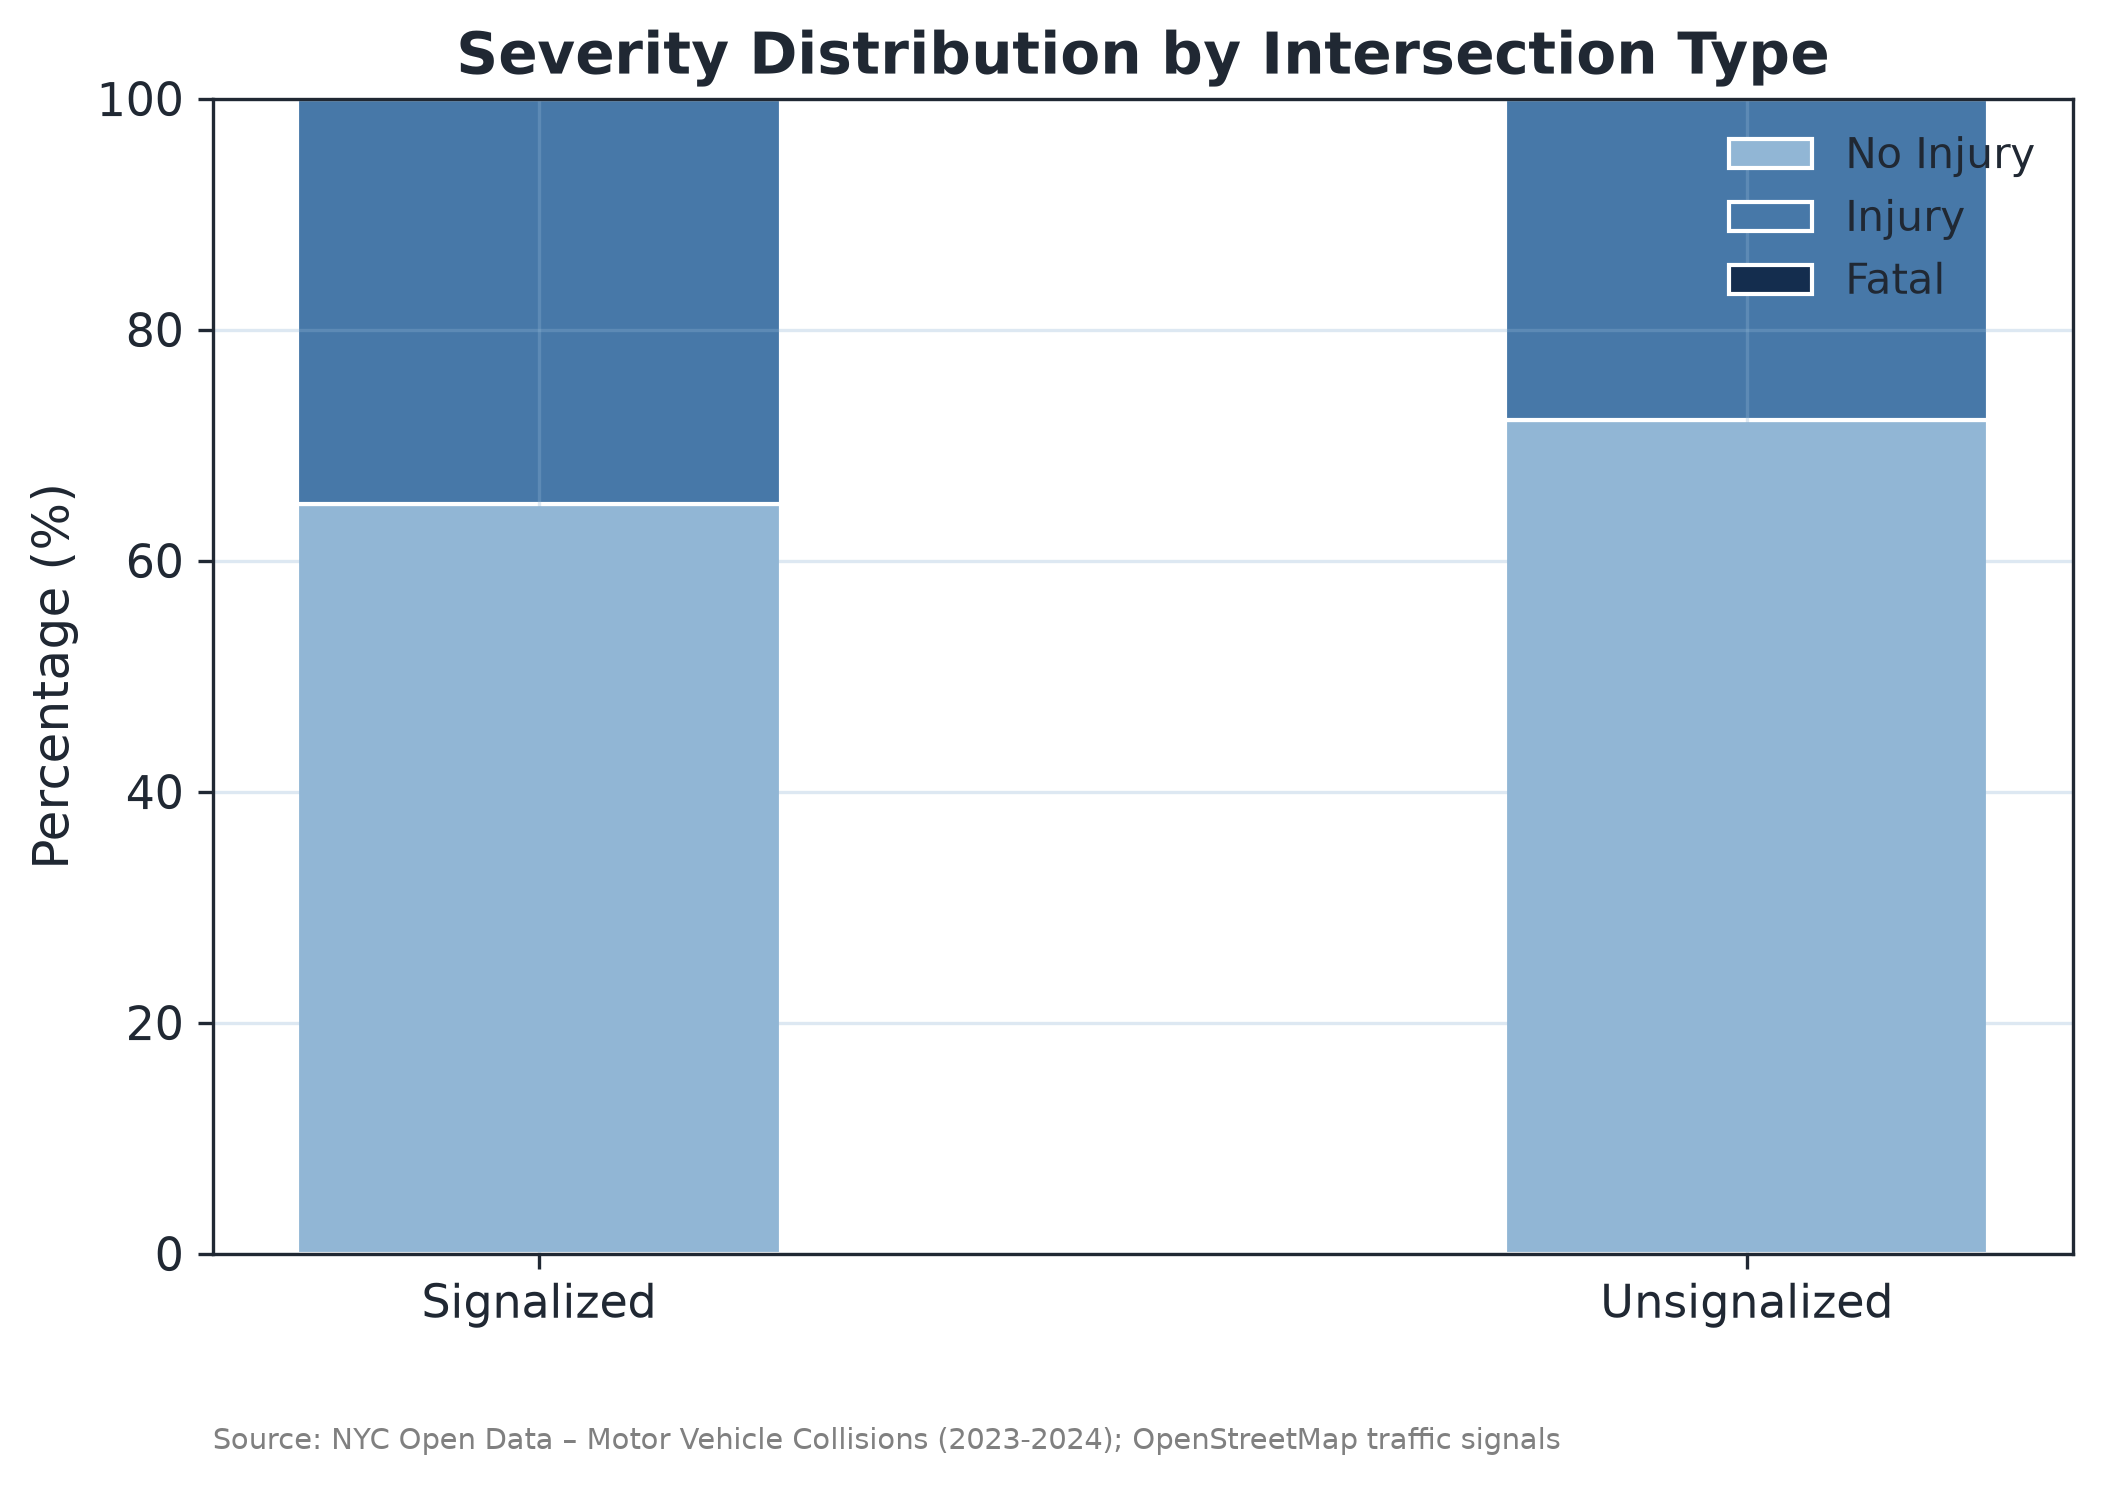 Severity Distribution by Intersection Type
100
80
60
40
20
0
Percentage (%)
No Injury
Injury
Fatal
Signalized
Unsignalized
Source: NYC Open Data – Motor Vehicle Collisions (2023-2024); OpenStreetMap traffic signals